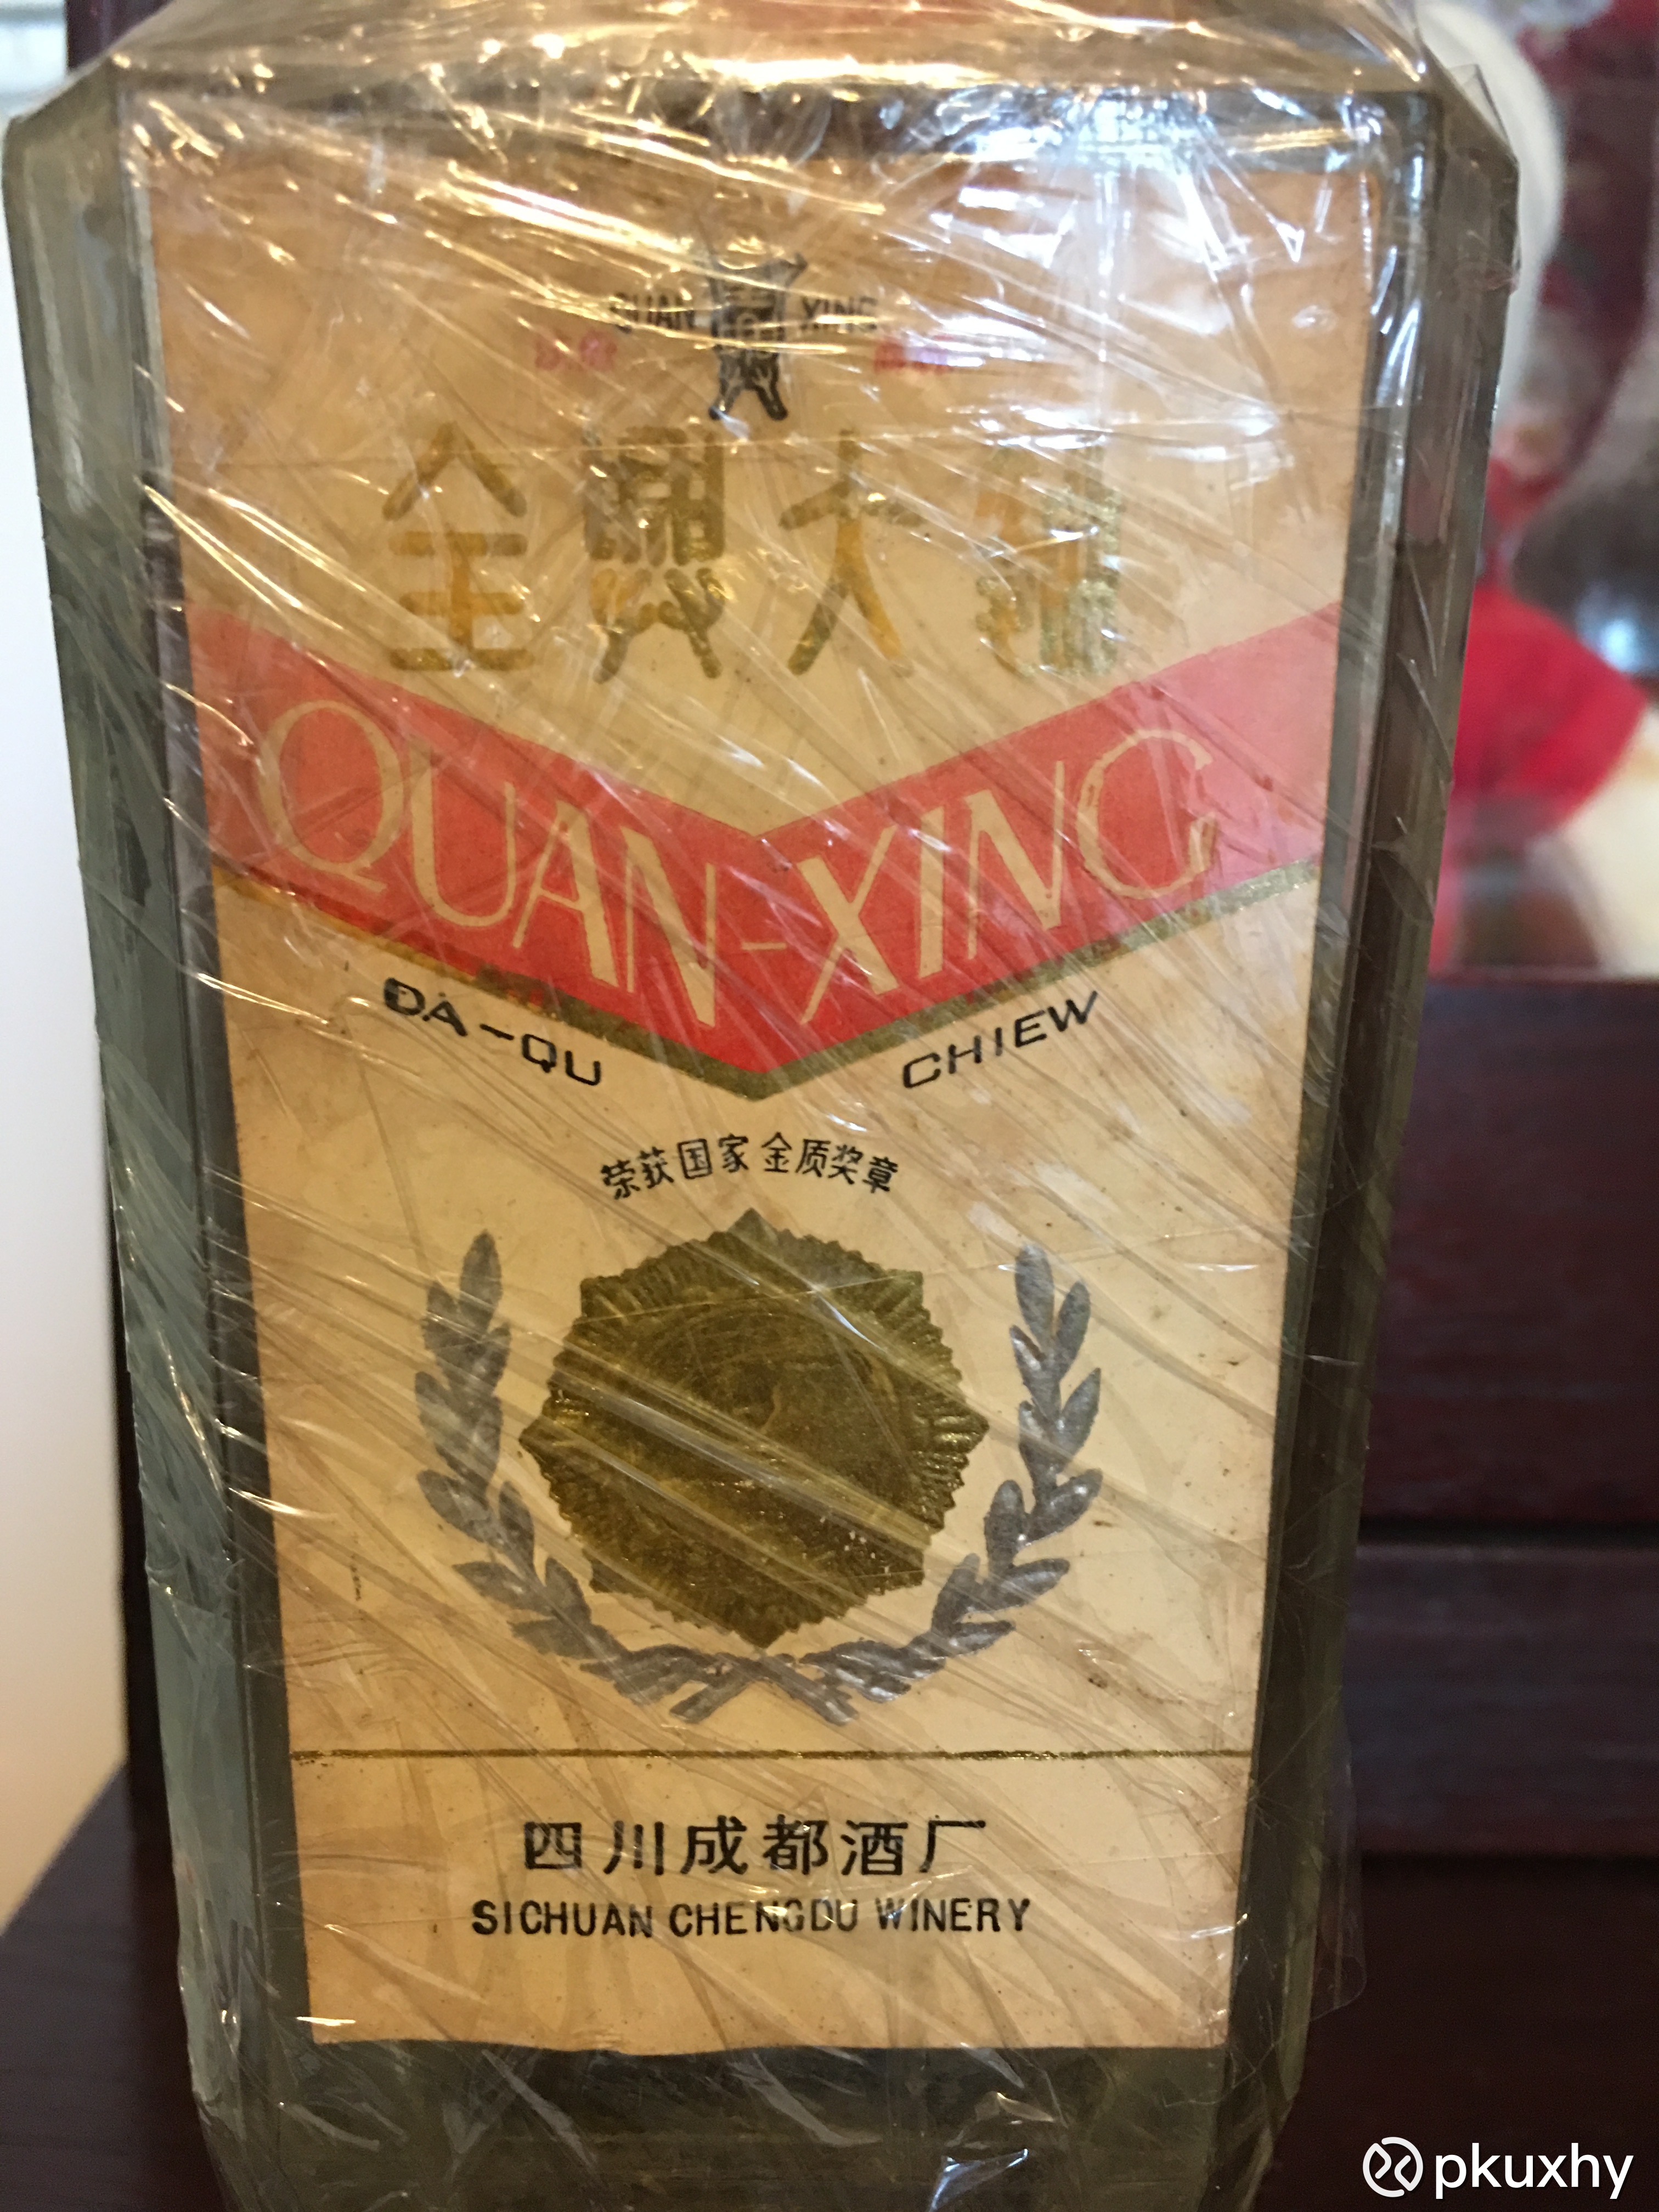 QUAN XING
全興大麯
QUAN-XING
DA-QU CHIEW
荣获国家金质奖章
四川成都酒厂
SICHUAN CHENGDU WINERY
pkuxhy